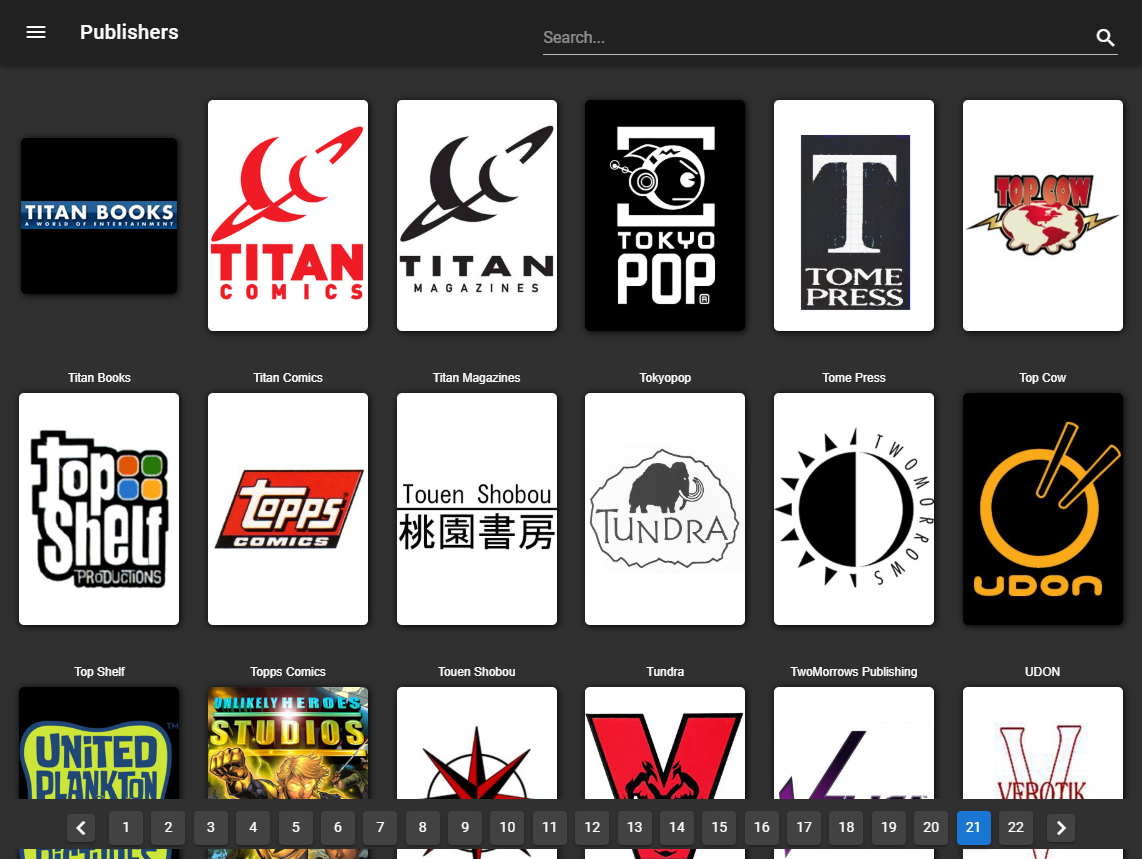 Publishers
Search...
TITAN BOOKS
A WORLD OF ENTERTAINMENT
TITAN
COMICS
TITAN
MAGAZINES
TOKYO
POP
R
T
TOME
PRESS
TOP COW
Titan Books
Titan Comics
Titan Magazines
Tokyopop
Tome Press
Top Cow
top
shelf
PRODUCTIONS
TOPPS
COMICS
Touen Shobou
桃園書房
TUNDRA
TWOMORROWS
UDON
Top Shelf
Topps Comics
Touen Shobou
Tundra
TwoMorrows Publishing
UDON
UNITED
TM
PLANKTON
PICTURES
UNLIKELY HEROES
STUDIOS
V
V
VEROTIK
1 2 3 4 5 6 7 8 9 10 11 12 13 14 15 16 17 18 19 20 21 22